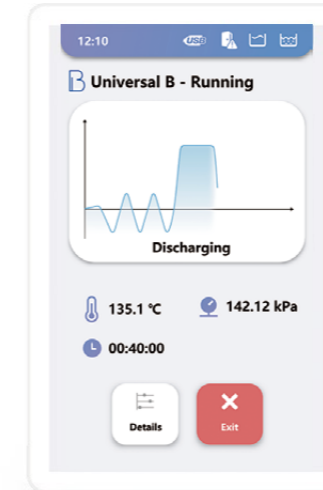 12:10
USB
B Universal B - Running
Discharging
135.1 ℃
142.12 kPa
00:40:00
Details
Exit